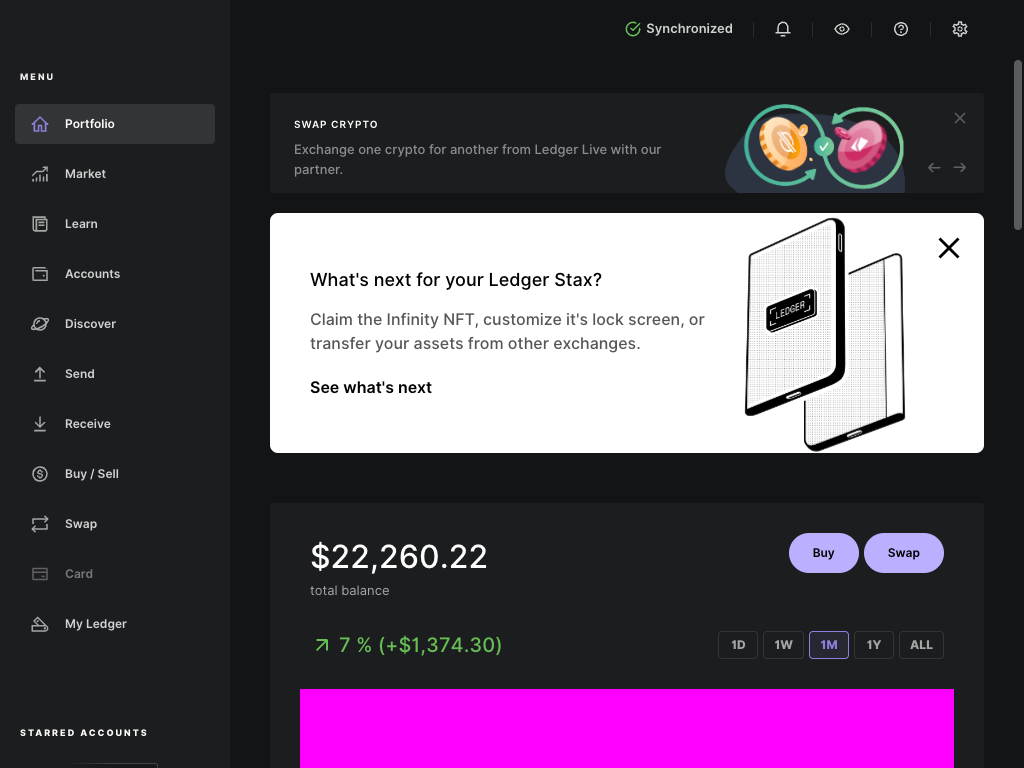 Synchronized
MENU
Portfolio
Market
Learn
Accounts
Discover
Send
Receive
Buy / Sell
Swap
Card
My Ledger
STARRED ACCOUNTS
SWAP CRYPTO
Exchange one crypto for another from Ledger Live with our
partner.
What's next for your Ledger Stax?
Claim the Infinity NFT, customize it's lock screen, or
transfer your assets from other exchanges.
See what's next
LEDGER
$22,260.22
total balance
Buy
Swap
7 % (+$1,374.30)
1D
1W
1M
1Y
ALL